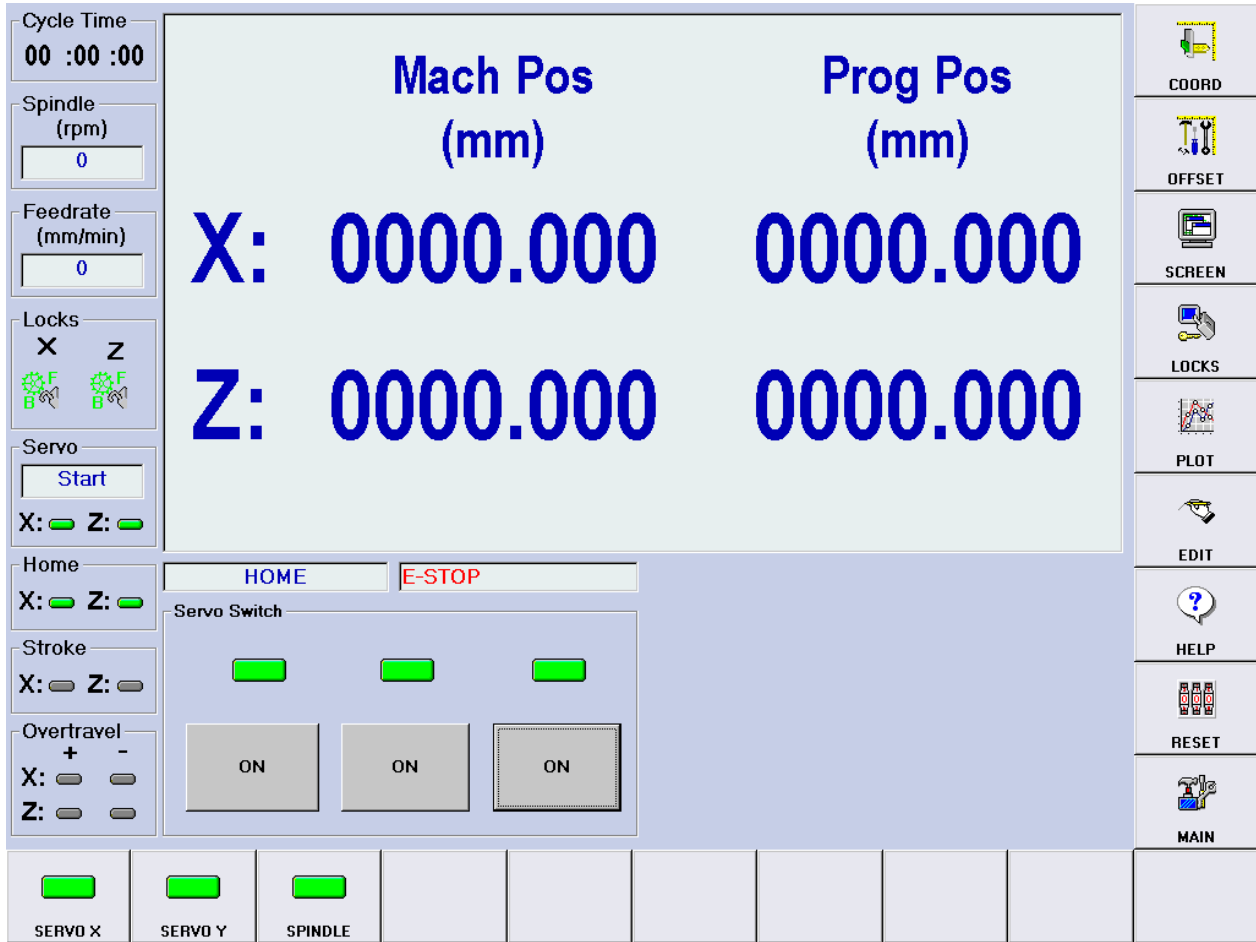 Cycle Time
00 :00 :00
Spindle
(rpm)
0
Feedrate
(mm/min)
0
Locks
X Z
F F
B B
Servo
Start
X: Z:
Home
X: Z:
Stroke
X: Z:
Overtravel
+ -
X:
Z:
Mach Pos Prog Pos
(mm) (mm)
X: 0000.000 0000.000
Z: 0000.000 0000.000
HOME E-STOP
Servo Switch
ON ON ON
COORD
OFFSET
SCREEN
LOCKS
PLOT
EDIT
?
HELP
RESET
MAIN
SERVO X SERVO Y SPINDLE